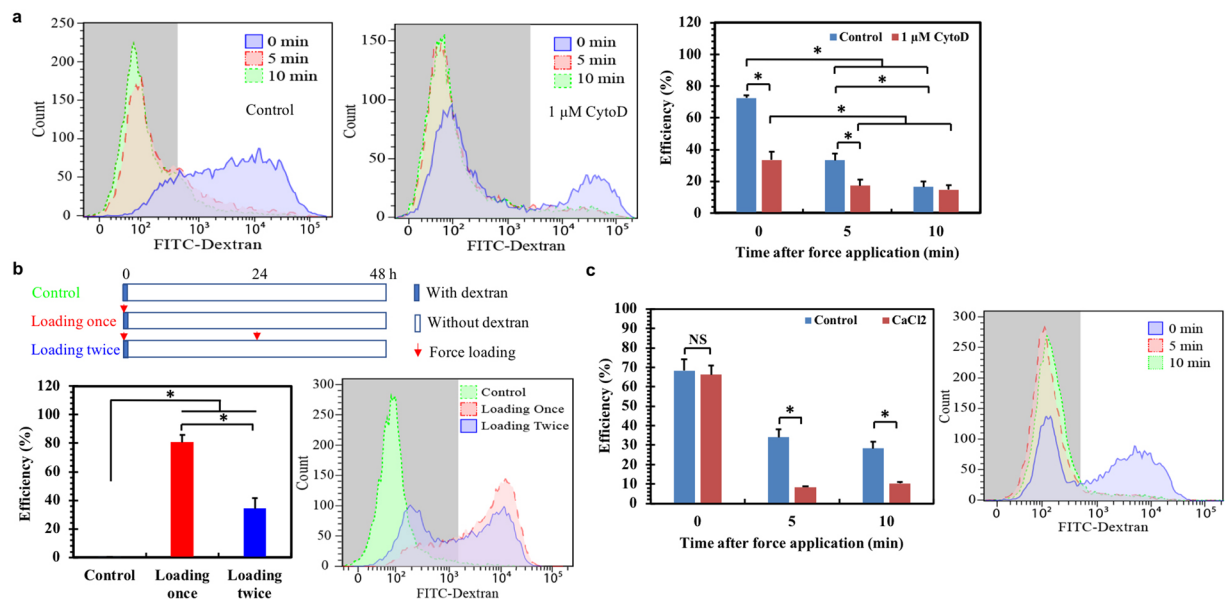 a
250
200
150
100
50
0
Count
0 min
5 min
10 min
Control
0 10² 10³ 10⁴ 10⁵
FITC-Dextran
150
100
50
0
Count
0 min
5 min
10 min
1 µM CytoD
0 10² 10³ 10⁴ 10⁵
FITC-Dextran
120
100
80
60
40
20
0
Efficiency (%)
Control 1 µM CytoD
*
*
*
*
*
0 5 10
Time after force application (min)
b
0 24 48 h
Control
Loading once
Loading twice
With dextran
Without dextran
Force loading
120
100
80
60
40
20
0
Efficiency (%)
*
*
Control Loading once Loading twice
300
250
200
150
100
50
0
Count
Control
Loading Once
Loading Twice
0 10² 10³ 10⁴ 10⁵
FITC-Dextran
c
100
90
80
70
60
50
40
30
20
10
0
Efficiency (%)
Control CaCl2
NS
*
*
0 5 10
Time after force application (min)
300
250
200
150
100
50
0
Count
0 min
5 min
10 min
0 10² 10³ 10⁴ 10⁵
FITC-Dextran